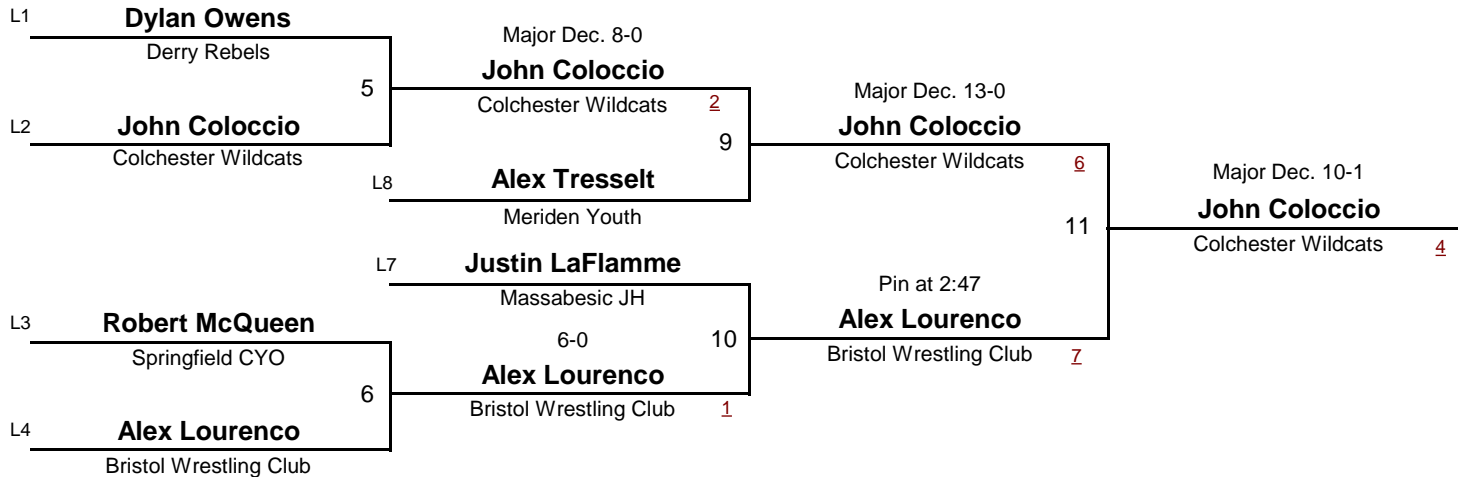 L1
Dylan Owens
Derry Rebels
5
L2
John Coloccio
Colchester Wildcats
Major Dec. 8-0
John Coloccio
Colchester Wildcats
2
9
L8
Alex Tresselt
Meriden Youth
Major Dec. 13-0
John Coloccio
Colchester Wildcats
6
11
Major Dec. 10-1
John Coloccio
Colchester Wildcats
4
L7
Justin LaFlamme
Massabesic JH
10
L3
Robert McQueen
Springfield CYO
6
L4
Alex Lourenco
Bristol Wrestling Club
6-0
Alex Lourenco
Bristol Wrestling Club
1
Pin at 2:47
Alex Lourenco
Bristol Wrestling Club
7